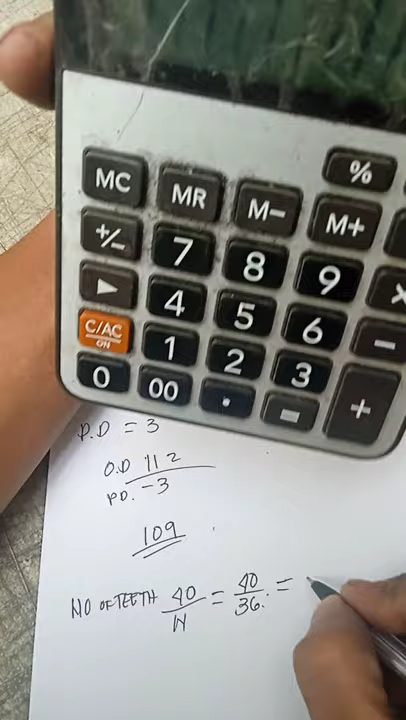 %
MC MR M− M+
+/− 7 8 9 ×
▶ 4 5 6 −
C/AC
ON
1 2 3 +
0 00 . =
P.D = 3
O.D 112
PD. −3
109
NO OF TEETH 40/N = 40/36. =